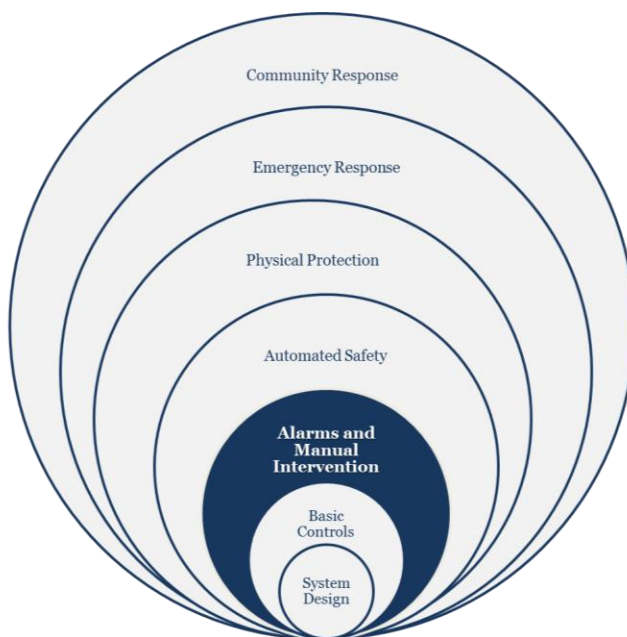 Community Response
Emergency Response
Physical Protection
Automated Safety
Alarms and
Manual
Intervention
Basic
Controls
System
Design